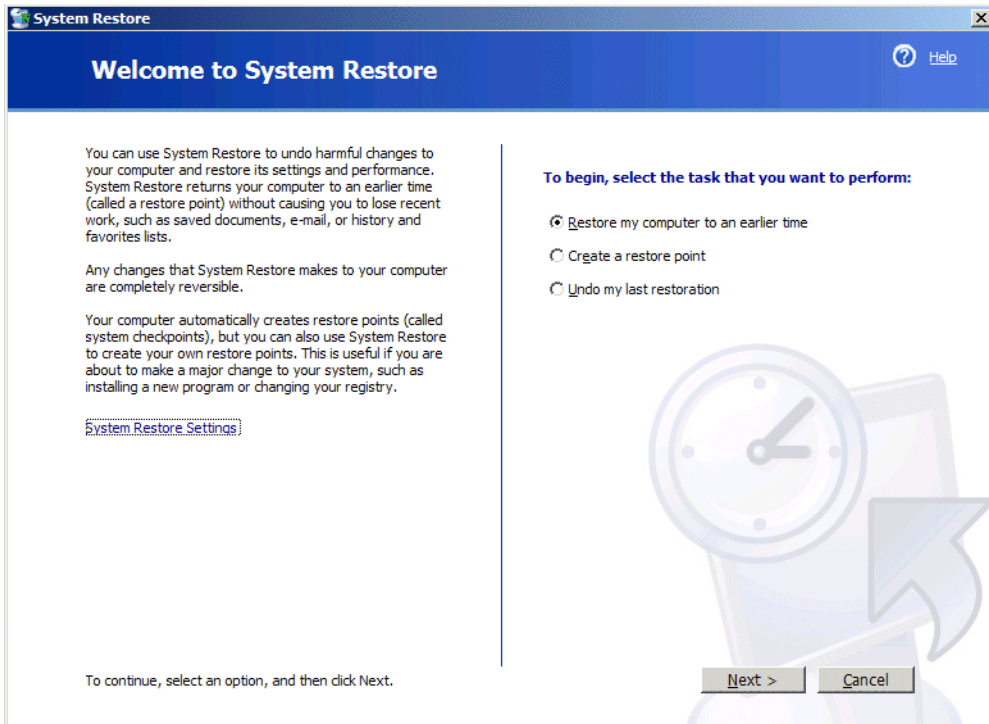 System Restore
Welcome to System Restore
Help
You can use System Restore to undo harmful changes to
your computer and restore its settings and performance.
System Restore returns your computer to an earlier time
(called a restore point) without causing you to lose recent
work, such as saved documents, e-mail, or history and
favorites lists.
Any changes that System Restore makes to your computer
are completely reversible.
Your computer automatically creates restore points (called
system checkpoints), but you can also use System Restore
to create your own restore points. This is useful if you are
about to make a major change to your system, such as
installing a new program or changing your registry.
System Restore Settings
To begin, select the task that you want to perform:
Restore my computer to an earlier time
Create a restore point
Undo my last restoration
To continue, select an option, and then click Next.
Next >
Cancel